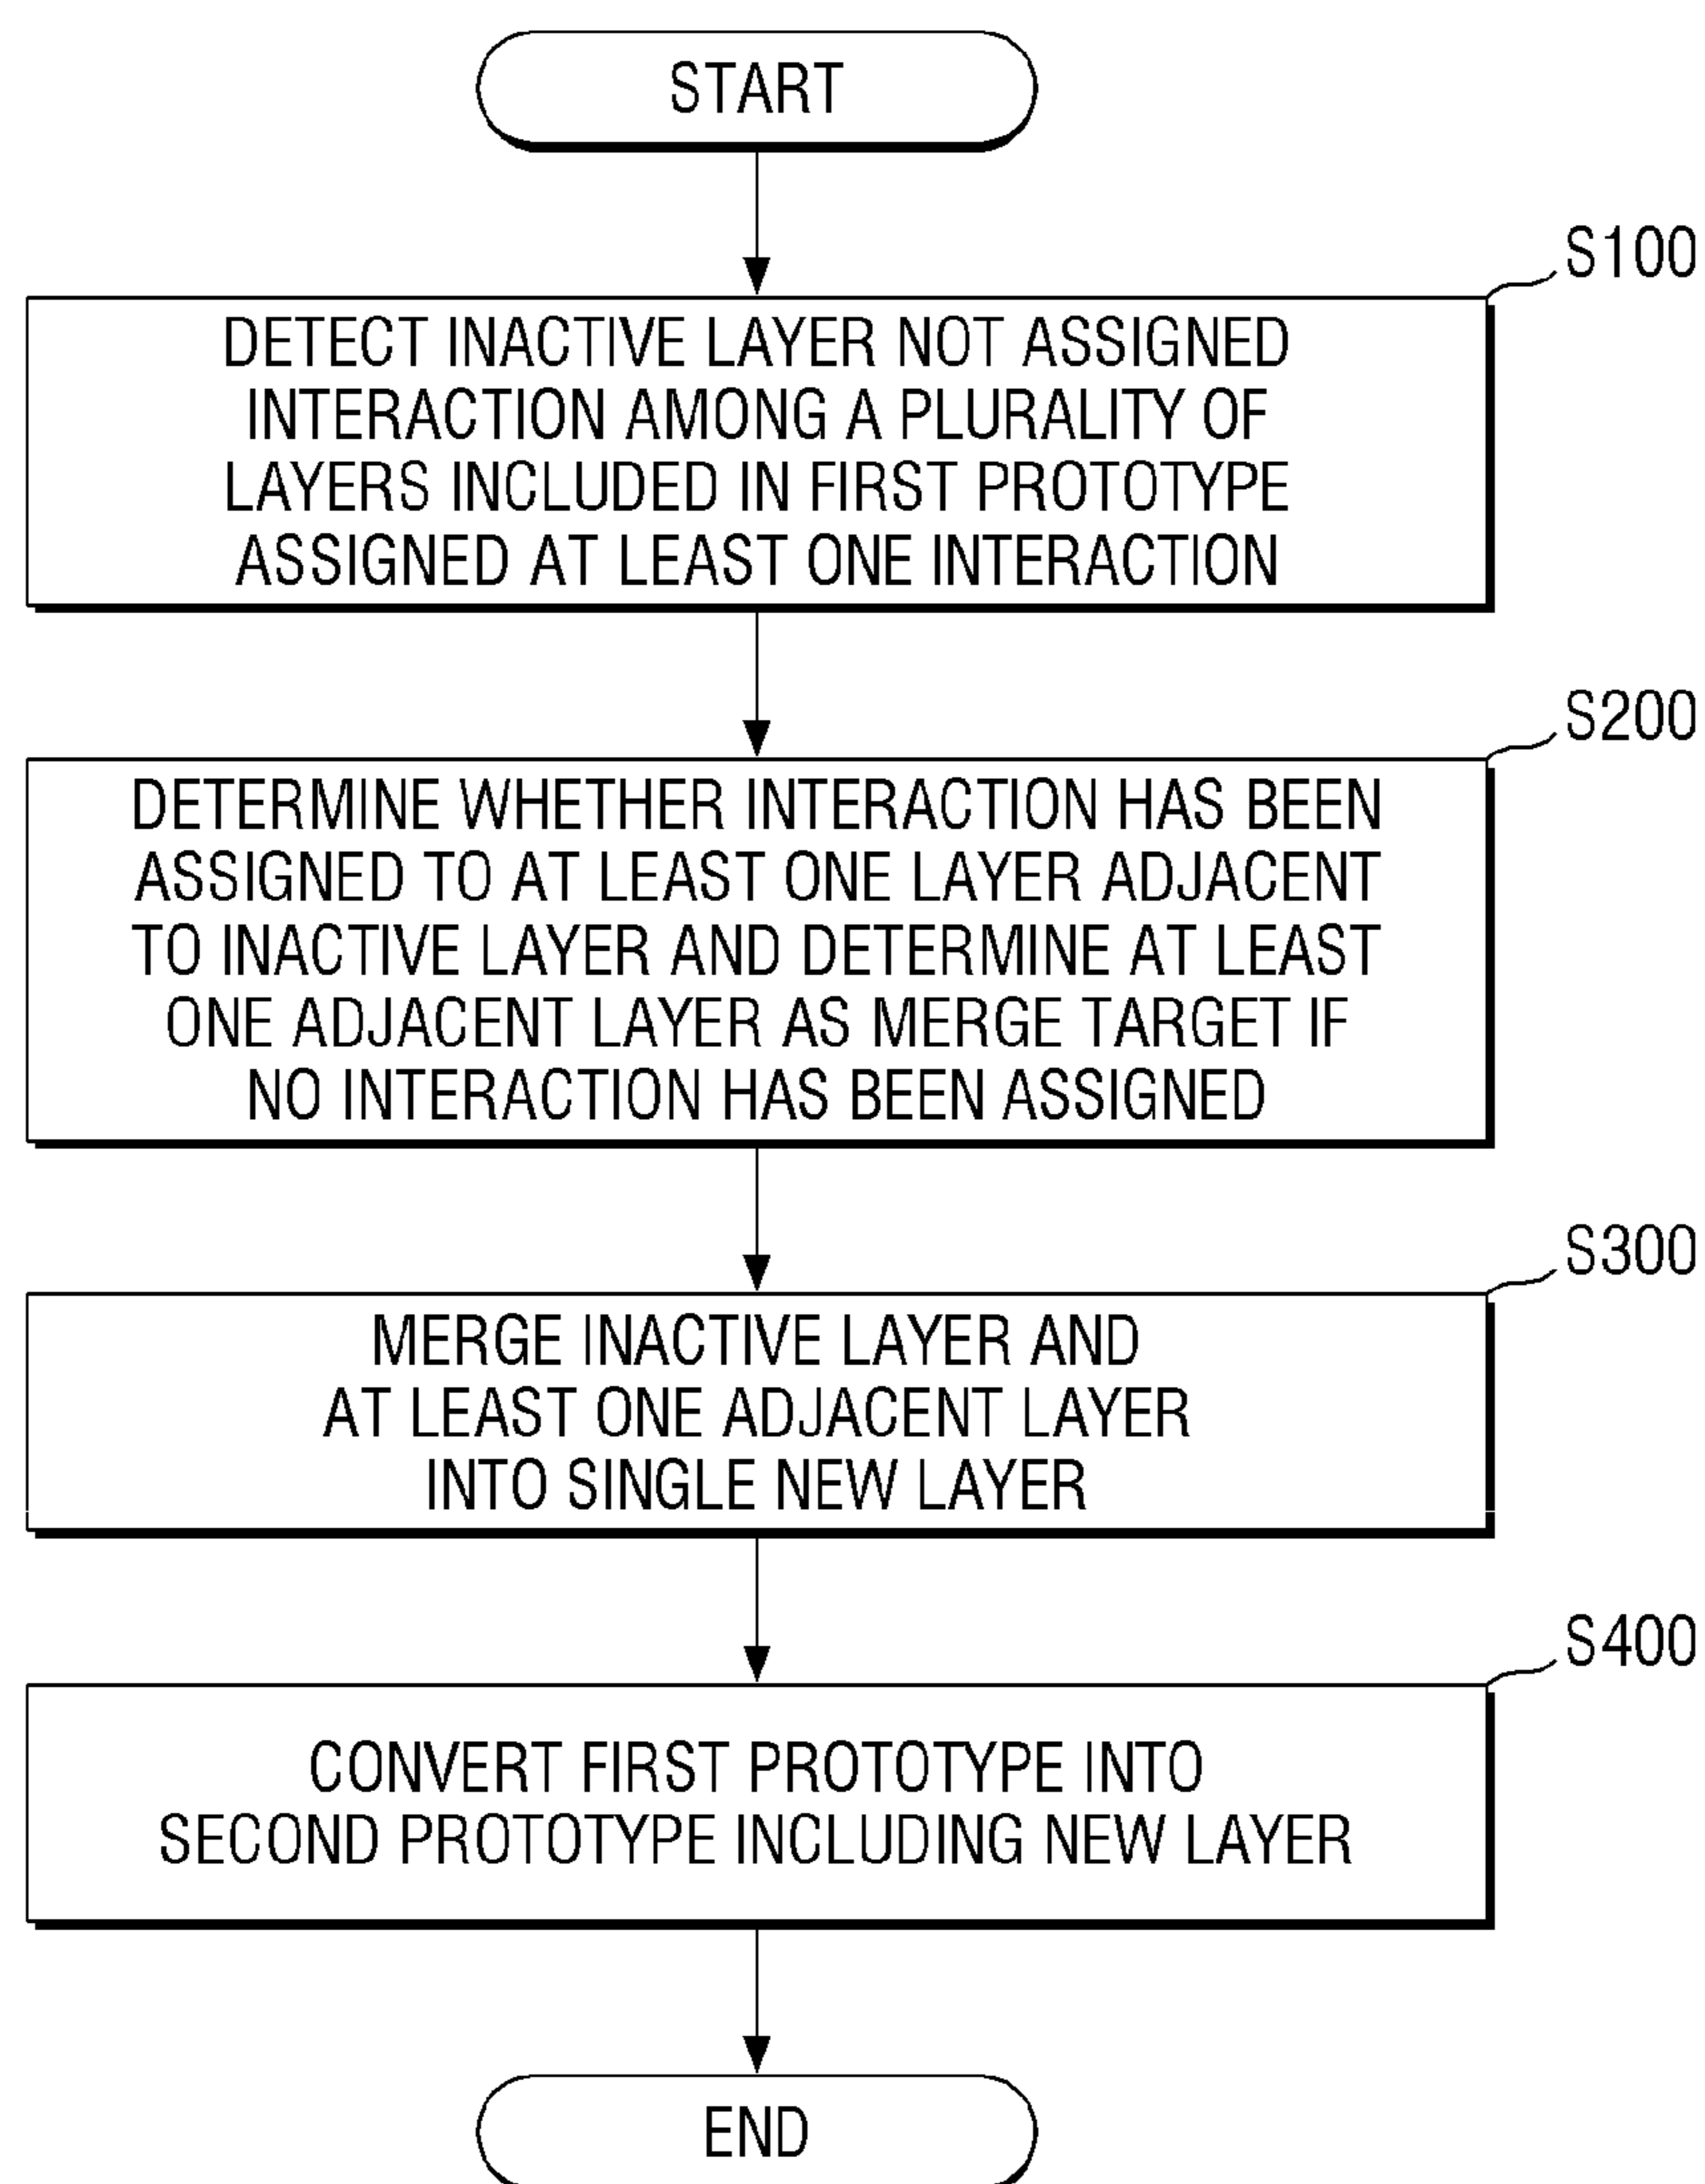 START
S100
DETECT INACTIVE LAYER NOT ASSIGNED
INTERACTION AMONG A PLURALITY OF
LAYERS INCLUDED IN FIRST PROTOTYPE
ASSIGNED AT LEAST ONE INTERACTION
S200
DETERMINE WHETHER INTERACTION HAS BEEN
ASSIGNED TO AT LEAST ONE LAYER ADJACENT
TO INACTIVE LAYER AND DETERMINE AT LEAST
ONE ADJACENT LAYER AS MERGE TARGET IF
NO INTERACTION HAS BEEN ASSIGNED
S300
MERGE INACTIVE LAYER AND
AT LEAST ONE ADJACENT LAYER
INTO SINGLE NEW LAYER
S400
CONVERT FIRST PROTOTYPE INTO
SECOND PROTOTYPE INCLUDING NEW LAYER
END